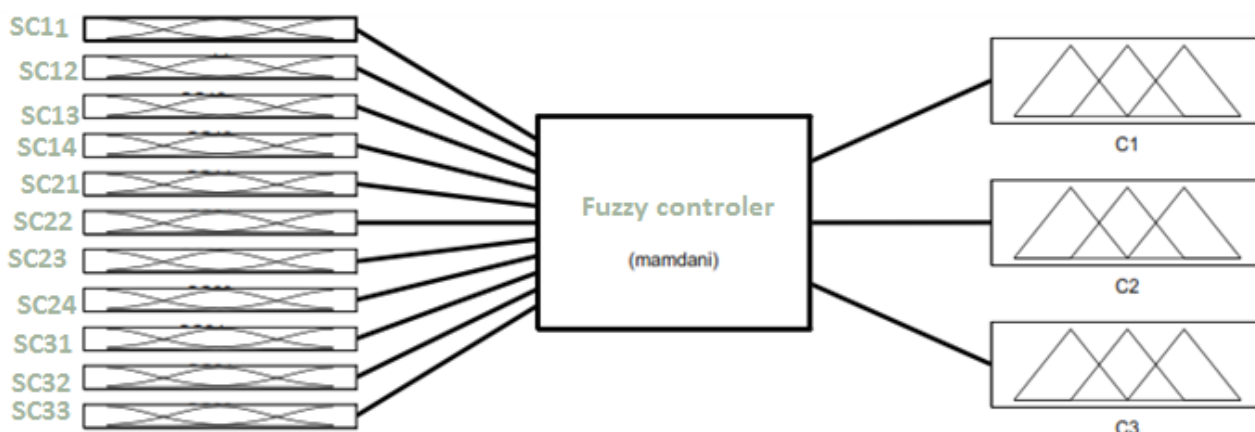 SC11
SC12
SC13
SC14
SC21
SC22
SC23
SC24
SC31
SC32
SC33
Fuzzy controler
(mamdani)
C1
C2
C3